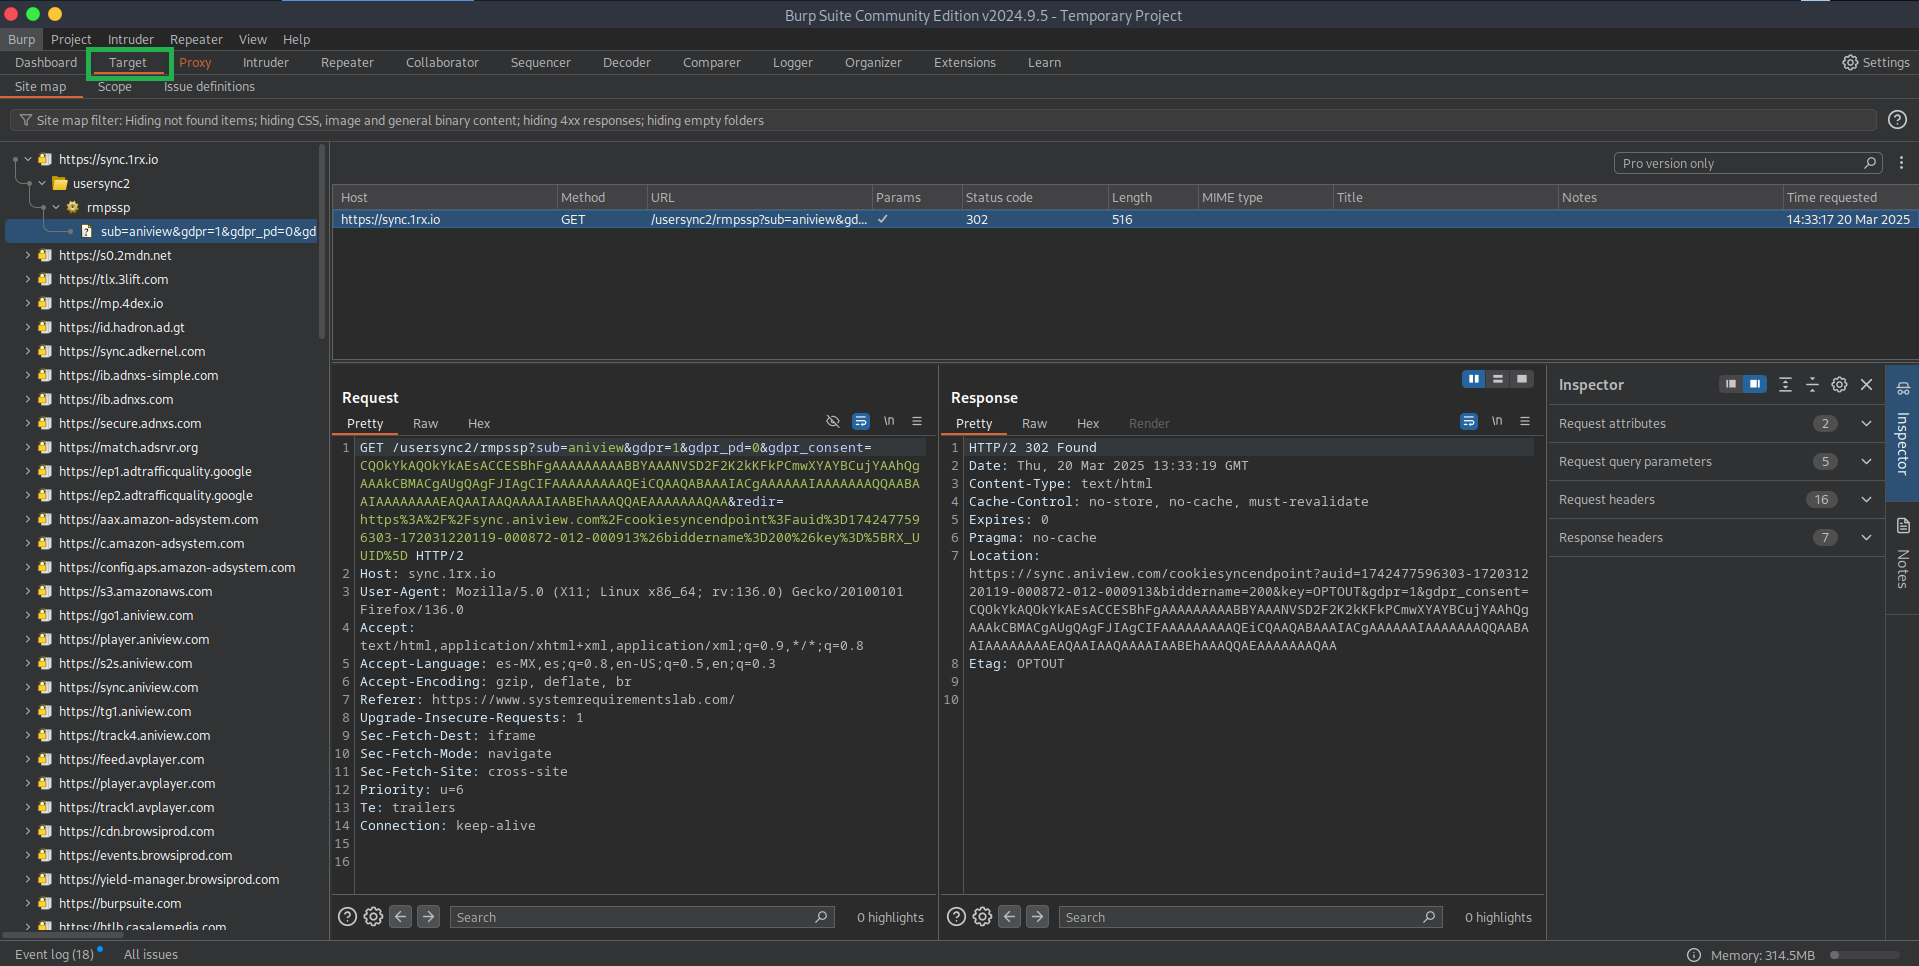 Burp Suite Community Edition v2024.9.5 - Temporary Project
Burp Project Intruder Repeater View Help
Dashboard Target Proxy Intruder Repeater Collaborator Sequencer Decoder Comparer Logger Organizer Extensions Learn Settings
Site map Scope Issue definitions
Site map filter: Hiding not found items; hiding CSS, image and general binary content; hiding 4xx responses; hiding empty folders
https://sync.1rx.io
usersync2
rmpssp
sub=aniview&gdpr=1&gdpr_pd=0&gd
https://s0.2mdn.net
https://tlx.3lift.com
https://mp.4dex.io
https://id.hadron.ad.gt
https://sync.adkernel.com
https://ib.adnxs-simple.com
https://ib.adnxs.com
https://secure.adnxs.com
https://match.adsrvr.org
https://ep1.adtrafficquality.google
https://ep2.adtrafficquality.google
https://aax.amazon-adsystem.com
https://c.amazon-adsystem.com
https://config.aps.amazon-adsystem.com
https://s3.amazonaws.com
https://go1.aniview.com
https://player.aniview.com
https://s2s.aniview.com
https://sync.aniview.com
https://tg1.aniview.com
https://track4.aniview.com
https://feed.avplayer.com
https://player.avplayer.com
https://track1.avplayer.com
https://cdn.browsiprod.com
https://events.browsiprod.com
https://yield-manager.browsiprod.com
https://burpsuite.com
https://htlb.casalemedia.com
Pro version only
Host Method URL Params Status code Length MIME type Title Notes Time requested
https://sync.1rx.io GET /usersync2/rmpssp?sub=aniview&gd... ✓ 302 516 14:33:17 20 Mar 2025
Request
Pretty Raw Hex \n
1 GET /usersync2/rmpssp?sub=aniview&gdpr=1&gdpr_pd=0&gdpr_consent=
CQOkYkAQOkYkAEsACCESBhFgAAAAAAAAABBYAAANVSD2F2K2kKFkPCmwXYAYBCujYAAhQg
AAAkCBMACgAUgQAgFJIAgCIFAAAAAAAAAQEiCQAAQABAAAIACgAAAAAAIAAAAAAAQQAABA
AIAAAAAAAAEAQAAIAAQAAAAIAABEhAAAQQAEAAAAAAAQAA&redir=
https%3A%2F%2Fsync.aniview.com%2Fcookiesyncendpoint%3Fauid%3D174247759
6303-172031220119-000872-012-000913%26biddername%3D200%26key%3D%5BRX_U
UID%5D HTTP/2
2 Host: sync.1rx.io
3 User-Agent: Mozilla/5.0 (X11; Linux x86_64; rv:136.0) Gecko/20100101
Firefox/136.0
4 Accept:
text/html,application/xhtml+xml,application/xml;q=0.9,*/*;q=0.8
5 Accept-Language: es-MX,es;q=0.8,en-US;q=0.5,en;q=0.3
6 Accept-Encoding: gzip, deflate, br
7 Referer: https://www.systemrequirementslab.com/
8 Upgrade-Insecure-Requests: 1
9 Sec-Fetch-Dest: iframe
10 Sec-Fetch-Mode: navigate
11 Sec-Fetch-Site: cross-site
12 Priority: u=6
13 Te: trailers
14 Connection: keep-alive
15
16
Search 0 highlights
Response
Pretty Raw Hex Render \n
1 HTTP/2 302 Found
2 Date: Thu, 20 Mar 2025 13:33:19 GMT
3 Content-Type: text/html
4 Cache-Control: no-store, no-cache, must-revalidate
5 Expires: 0
6 Pragma: no-cache
7 Location:
https://sync.aniview.com/cookiesyncendpoint?auid=1742477596303-1720312
20119-000872-012-000913&biddername=200&key=OPTOUT&gdpr=1&gdpr_consent=
CQOkYkAQOkYkAEsACCESBhFgAAAAAAAAABBYAAANVSD2F2K2kKFkPCmwXYAYBCujYAAhQg
AAAkCBMACgAUgQAgFJIAgCIFAAAAAAAAAQEiCQAAQABAAAIACgAAAAAAIAAAAAAAQQAABA
AIAAAAAAAAEAQAAIAAQAAAAIAABEhAAAQQAEAAAAAAAQAA
8 Etag: OPTOUT
9
10
Search 0 highlights
Inspector
Request attributes 2
Request query parameters 5
Request headers 16
Response headers 7
Inspector
Notes
Event log (18) All issues Memory: 314.5MB